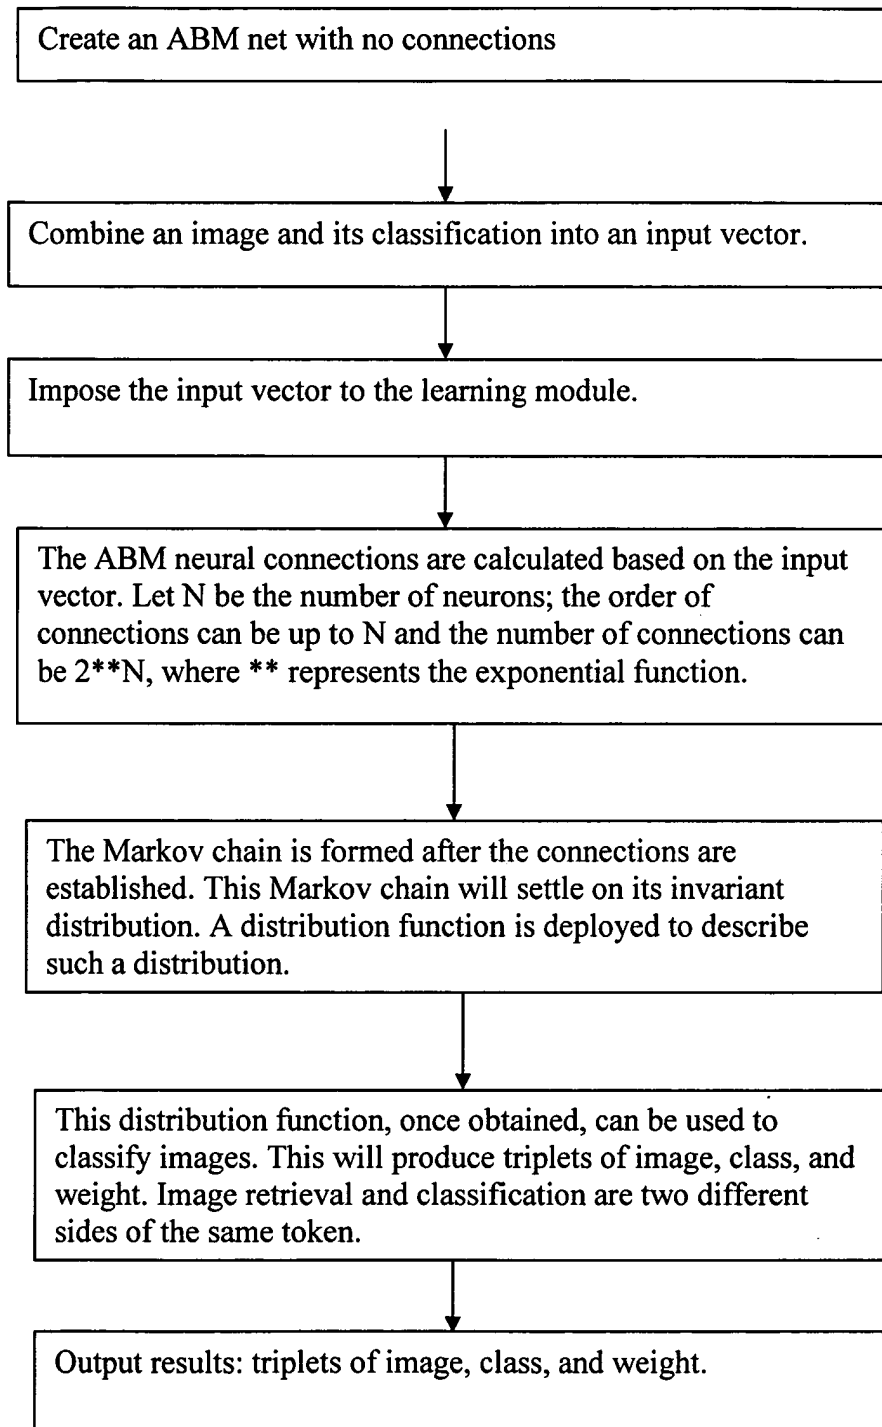 Create an ABM net with no connections
Combine an image and its classification into an input vector.
Impose the input vector to the learning module.
The ABM neural connections are calculated based on the input
vector. Let N be the number of neurons; the order of
connections can be up to N and the number of connections can
be 2**N, where ** represents the exponential function.
The Markov chain is formed after the connections are
established. This Markov chain will settle on its invariant
distribution. A distribution function is deployed to describe
such a distribution.
This distribution function, once obtained, can be used to
classify images. This will produce triplets of image, class, and
weight. Image retrieval and classification are two different
sides of the same token.
Output results: triplets of image, class, and weight.